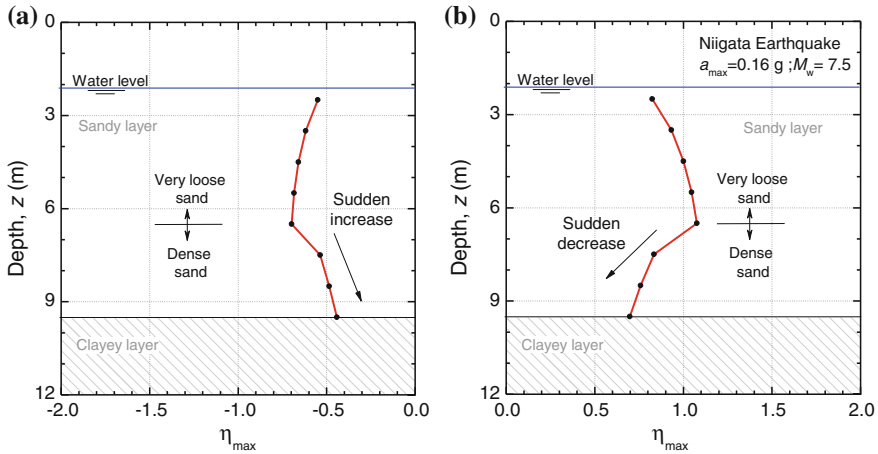 (a)
0
3
6
9
12
Depth, z (m)
Water level
Sandy layer
Very loose
sand
Dense
sand
Sudden
increase
Clayey layer
-2.0 -1.5 -1.0 -0.5 0.0
ηmax
(b)
0
3
6
9
12
Depth, z (m)
Niigata Earthquake
amax=0.16 g ;Mw= 7.5
Water level
Sandy layer
Very loose
sand
Dense
sand
Sudden
decrease
Clayey layer
0.0 0.5 1.0 1.5 2.0
ηmax